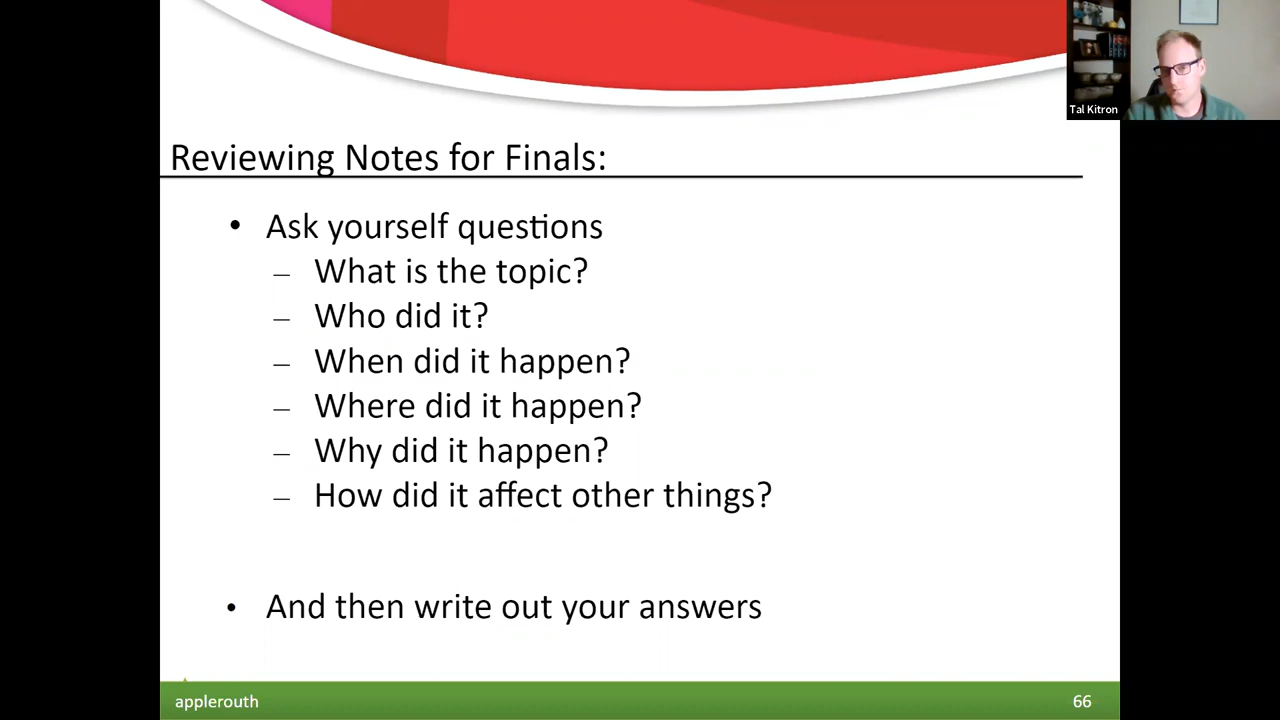 Tal Kitron
Reviewing Notes for Finals:
• Ask yourself questions
– What is the topic?
– Who did it?
– When did it happen?
– Where did it happen?
– Why did it happen?
– How did it affect other things?
• And then write out your answers
applerouth
66